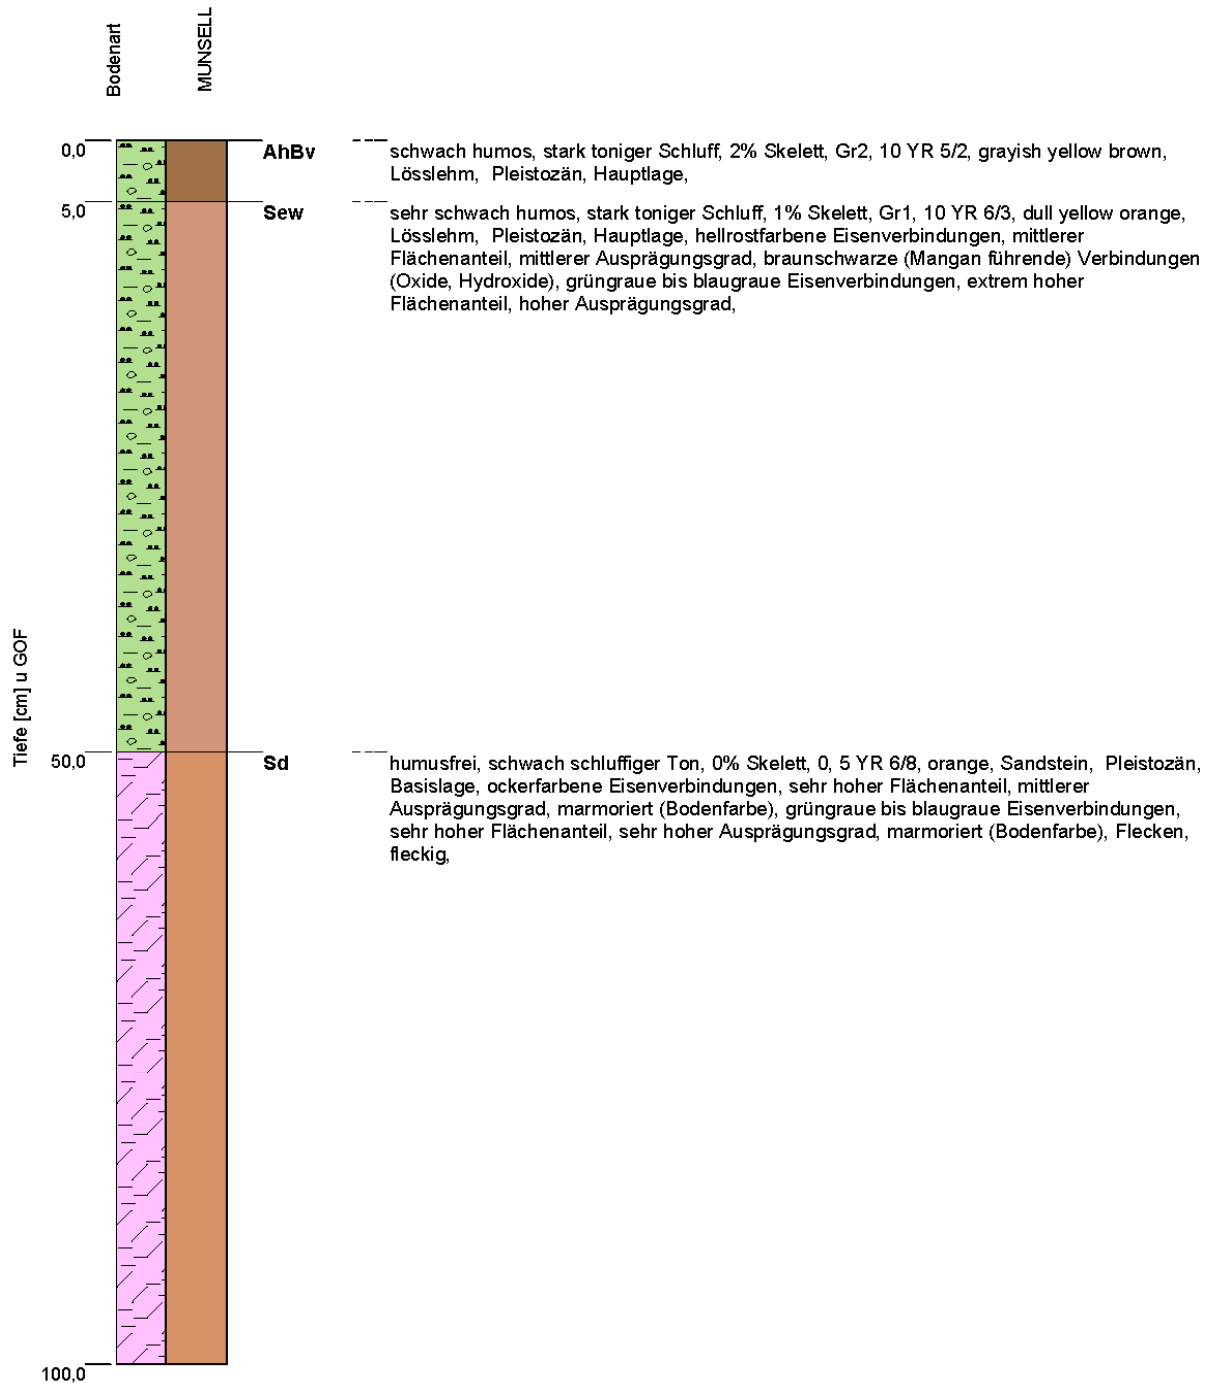 Bodenart
MUNSELL
0,0
AhBv
schwach humos, stark toniger Schluff, 2% Skelett, Gr2, 10 YR 5/2, grayish yellow brown,
Lösslehm, Pleistozän, Hauptlage,
5,0
Sew
sehr schwach humos, stark toniger Schluff, 1% Skelett, Gr1, 10 YR 6/3, dull yellow orange,
Lösslehm, Pleistozän, Hauptlage, hellrostfarbene Eisenverbindungen, mittlerer
Flächenanteil, mittlerer Ausprägungsgrad, braunschwarze (Mangan führende) Verbindungen
(Oxide, Hydroxide), grüngraue bis blaugraue Eisenverbindungen, extrem hoher
Flächenanteil, hoher Ausprägungsgrad,
Tiefe [cm] u GOF
50,0
Sd
humusfrei, schwach schluffiger Ton, 0% Skelett, 0, 5 YR 6/8, orange, Sandstein, Pleistozän,
Basislage, ockerfarbene Eisenverbindungen, sehr hoher Flächenanteil, mittlerer
Ausprägungsgrad, marmoriert (Bodenfarbe), grüngraue bis blaugraue Eisenverbindungen,
sehr hoher Flächenanteil, sehr hoher Ausprägungsgrad, marmoriert (Bodenfarbe), Flecken,
fleckig,
100,0